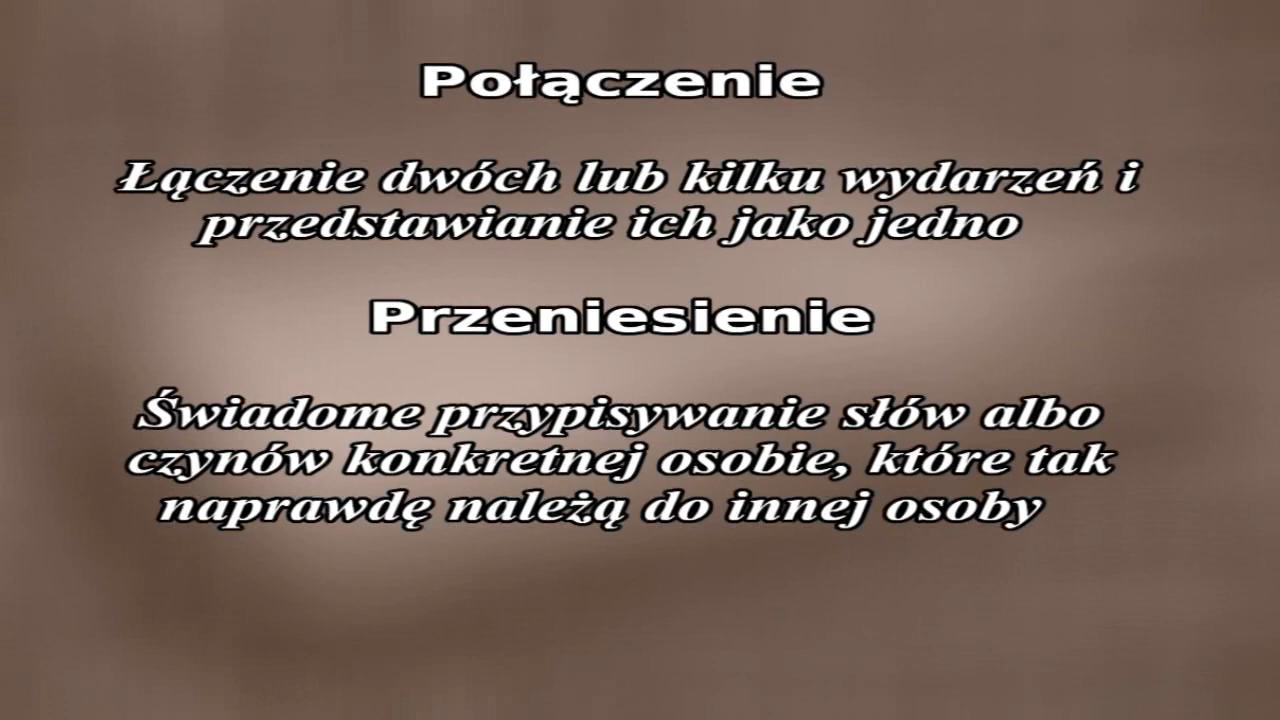 Połączenie
Łączenie dwóch lub kilku wydarzeń i
przedstawianie ich jako jedno
Przeniesienie
Świadome przypisywanie słów albo
czynów konkretnej osobie, które tak
naprawdę należą do innej osoby